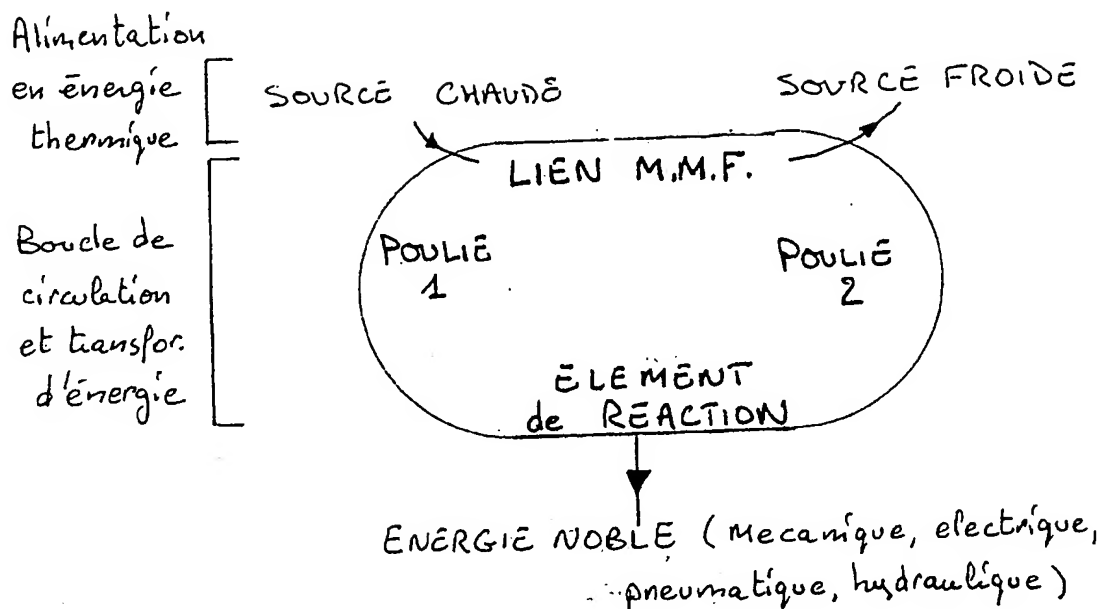 Alimentation
en énergie
thermique
SOURCE CHAUDE
SOURCE FROIDE
LIEN M.M.F.
Boucle de
circulation
et transfor.
d'énergie
POULIE
1
POULIE
2
ELEMENT
de REACTION
ENERGIE NOBLE (Mecanique, electrique,
pneumatique, hydraulique)